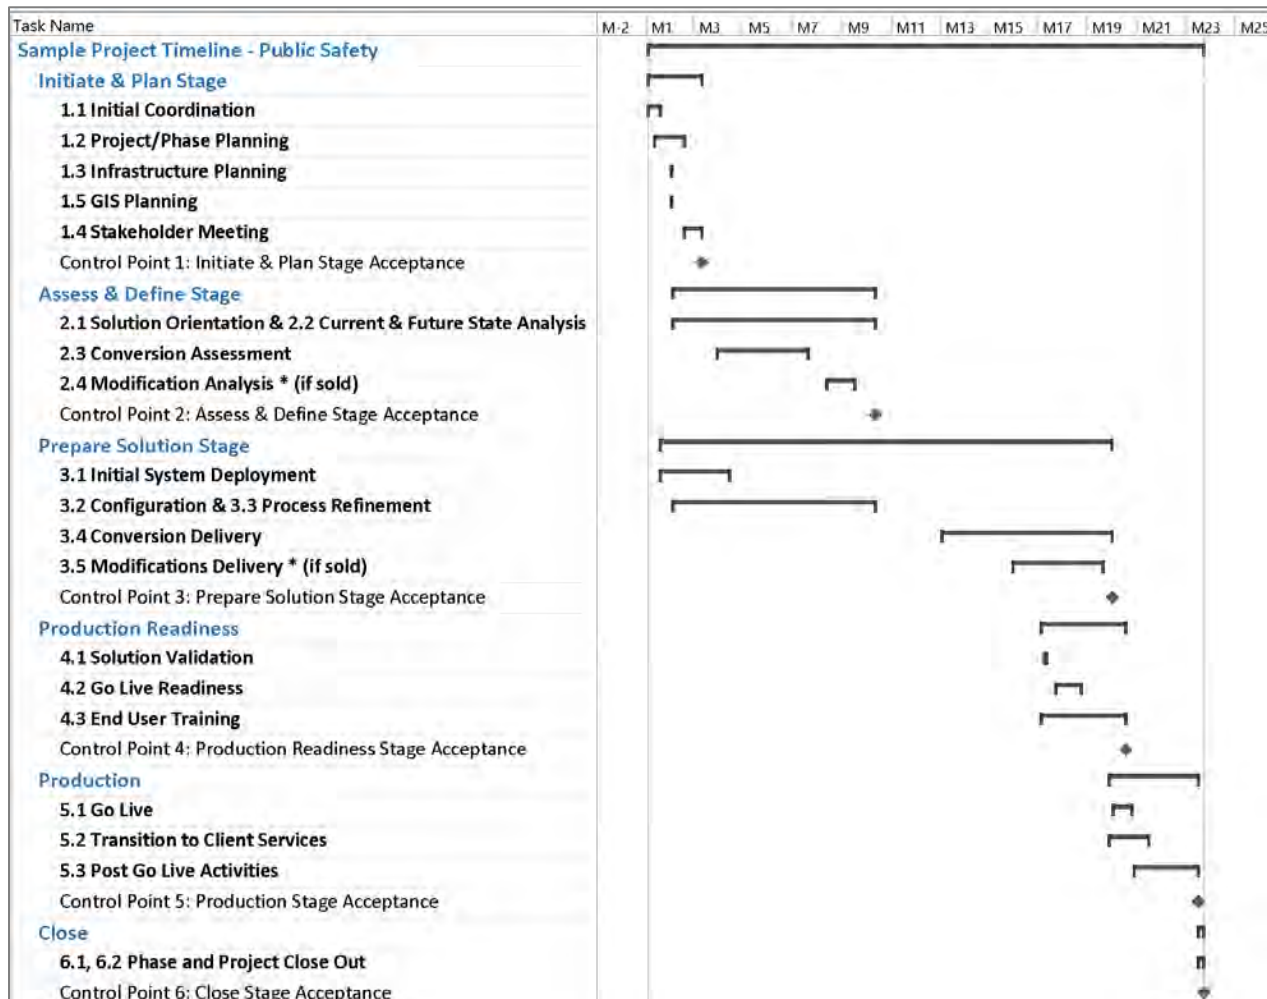 Task Name M-2 M1 M3 M5 M7 M9 M11 M13 M15 M17 M19 M21 M23 M25
Sample Project Timeline - Public Safety
Initiate & Plan Stage
1.1 Initial Coordination
1.2 Project/Phase Planning
1.3 Infrastructure Planning
1.5 GIS Planning
1.4 Stakeholder Meeting
Control Point 1: Initiate & Plan Stage Acceptance
Assess & Define Stage
2.1 Solution Orientation & 2.2 Current & Future State Analysis
2.3 Conversion Assessment
2.4 Modification Analysis * (if sold)
Control Point 2: Assess & Define Stage Acceptance
Prepare Solution Stage
3.1 Initial System Deployment
3.2 Configuration & 3.3 Process Refinement
3.4 Conversion Delivery
3.5 Modifications Delivery * (if sold)
Control Point 3: Prepare Solution Stage Acceptance
Production Readiness
4.1 Solution Validation
4.2 Go Live Readiness
4.3 End User Training
Control Point 4: Production Readiness Stage Acceptance
Production
5.1 Go Live
5.2 Transition to Client Services
5.3 Post Go Live Activities
Control Point 5: Production Stage Acceptance
Close
6.1, 6.2 Phase and Project Close Out
Control Point 6: Close Stage Acceptance